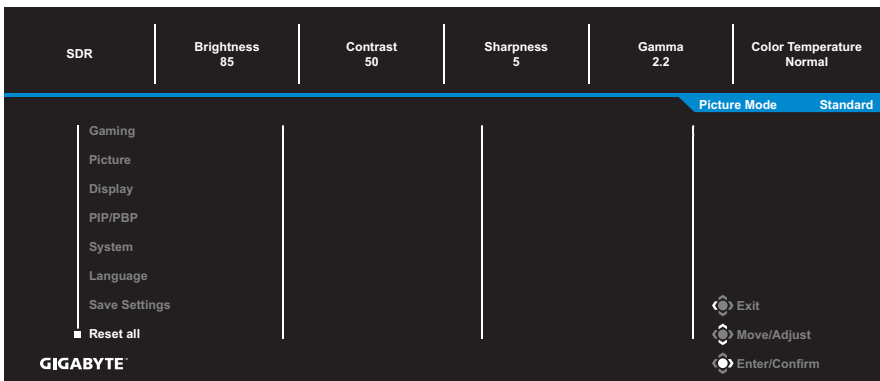 SDR
Brightness
85
Contrast
50
Sharpness
5
Gamma
2.2
Color Temperature
Normal
Picture Mode Standard
Gaming
Picture
Display
PIP/PBP
System
Language
Save Settings
Reset all
Exit
Move/Adjust
Enter/Confirm
GIGABYTE™